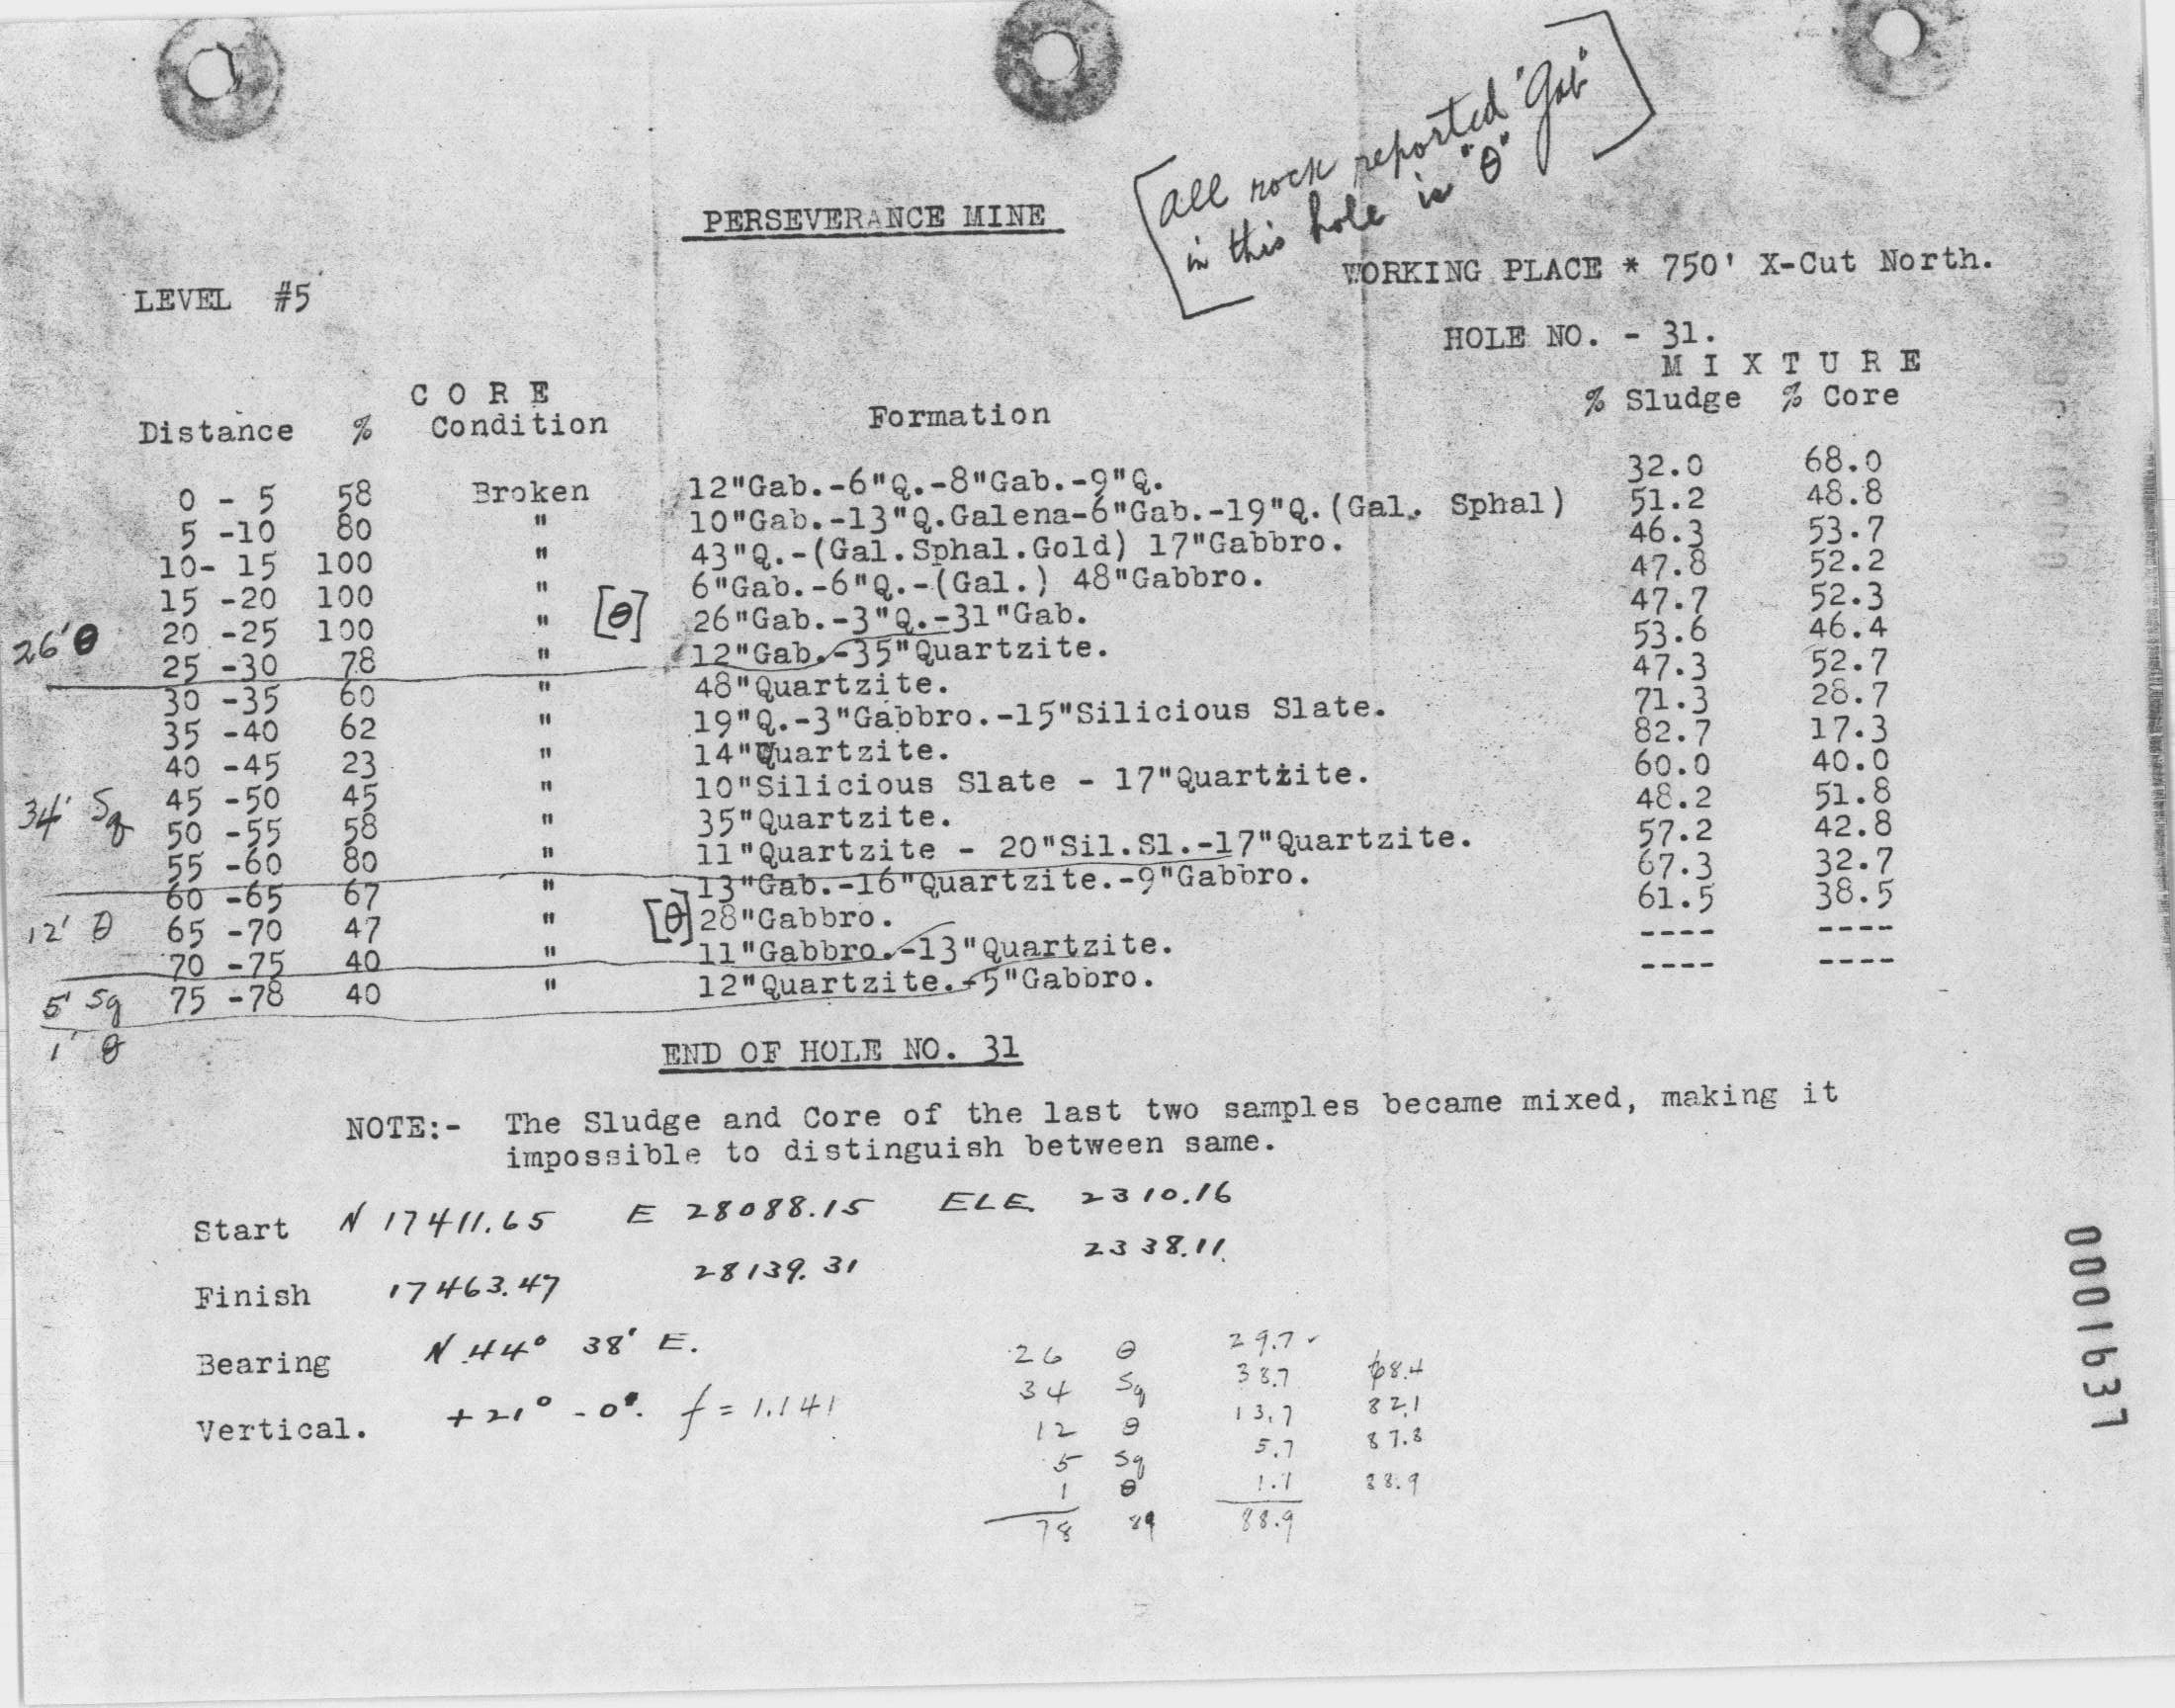 [all rock reported "Gab"
in this hole is "θ"]
PERSEVERANCE MINE
WORKING PLACE * 750' X-Cut North.
LEVEL #5
HOLE NO. - 31.
C O R E M I X T U R E
Distance % Condition Formation % Sludge % Core
0 - 5 58 Broken 12"Gab.-6"Q.-8"Gab.-9"Q. 32.0 68.0
5 -10 80 " 10"Gab.-13"Q.Galena-6"Gab.-19"Q.(Gal. Sphal) 51.2 48.8
10- 15 100 " 43"Q.-(Gal.Sphal.Gold) 17"Gabbro. 46.3 53.7
15 -20 100 " 6"Gab.-6"Q.-(Gal.) 48"Gabbro. 47.8 52.2
26' θ 20 -25 100 " [θ] 26"Gab.-3"Q.-31"Gab. 47.7 52.3
25 -30 78 " 12"Gab.-35"Quartzite. 53.6 46.4
30 -35 60 " 48"Quartzite. 47.3 52.7
35 -40 62 " 19"Q.-3"Gabbro.-15"Silicious Slate. 71.3 28.7
40 -45 23 " 14"Quartzite. 82.7 17.3
34' Sq 45 -50 45 " 10"Silicious Slate - 17"Quartzite. 60.0 40.0
50 -55 58 " 35"Quartzite. 48.2 51.8
55 -60 80 " 11"Quartzite - 20"Sil.Sl.-17"Quartzite. 57.2 42.8
60 -65 67 " 13"Gab.-16"Quartzite.-9"Gabbro. 67.3 32.7
12' θ 65 -70 47 " [θ] 28"Gabbro. 61.5 38.5
70 -75 40 " 11"Gabbro.-13"Quartzite. ---- ----
5' Sq 75 -78 40 " 12"Quartzite.-5"Gabbro. ---- ----
1' θ
END OF HOLE NO. 31
NOTE:- The Sludge and Core of the last two samples became mixed, making it
impossible to distinguish between same.
Start N 17411.65 E 28088.15 ELE. 2310.16
Finish 17463.47 28139.31 2338.11
Bearing N 44° 38' E.
Vertical. +21° - 0'. f = 1.141
26 θ 29.7
34 Sq 38.7 68.4
12 θ 13.7 82.1
5 Sq 5.7 87.8
1 θ 1.1 88.9
78 89 88.9
0001637